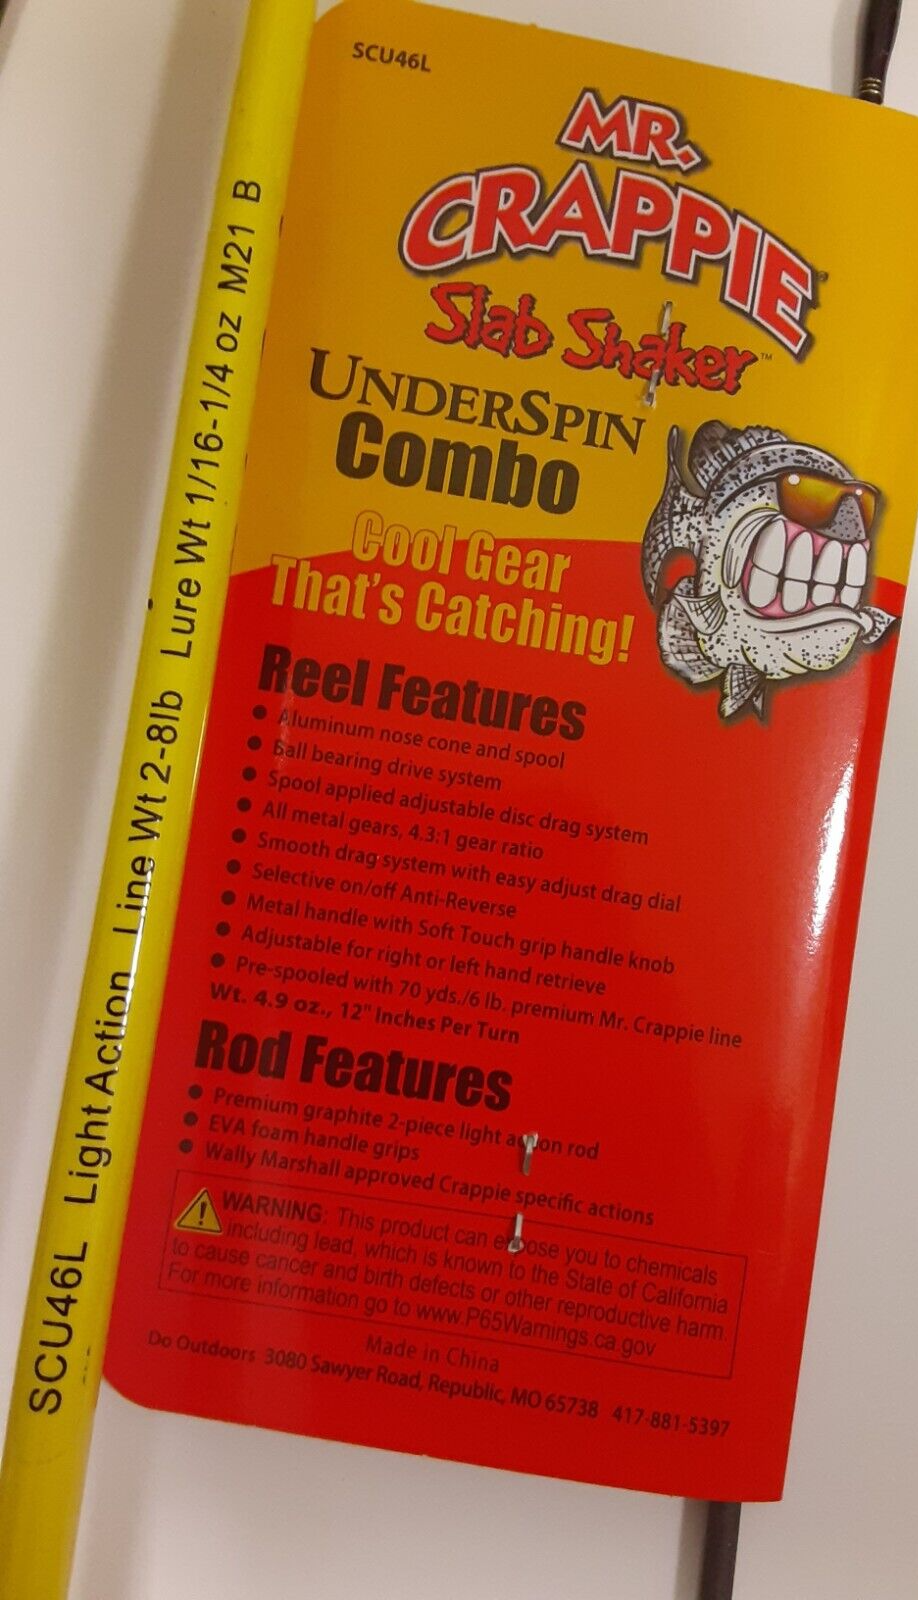 SCU46L Light Action Line Wt 2-8lb Lure Wt 1/16-1/4 oz M21 B
SCU46L
MR.
CRAPPIE®
Slab Shaker™
UNDERSPIN
Combo
Cool Gear
That's Catching!
Reel Features
● Aluminum nose cone and spool
● Ball bearing drive system
● Spool applied adjustable disc drag system
● All metal gears, 4.3:1 gear ratio
● Smooth drag system with easy adjust drag dial
● Selective on/off Anti-Reverse
● Metal handle with Soft Touch grip handle knob
● Adjustable for right or left hand retrieve
● Pre-spooled with 70 yds./6 lb. premium Mr. Crappie line
Wt. 4.9 oz., 12" Inches Per Turn
Rod Features
● Premium graphite 2-piece light action rod
● EVA foam handle grips
● Wally Marshall approved Crappie specific actions
WARNING: This product can expose you to chemicals
including lead, which is known to the State of California
to cause cancer and birth defects or other reproductive harm.
For more information go to www.P65Warnings.ca.gov
Made in China
Do Outdoors 3080 Sawyer Road, Republic, MO 65738 417-881-5397